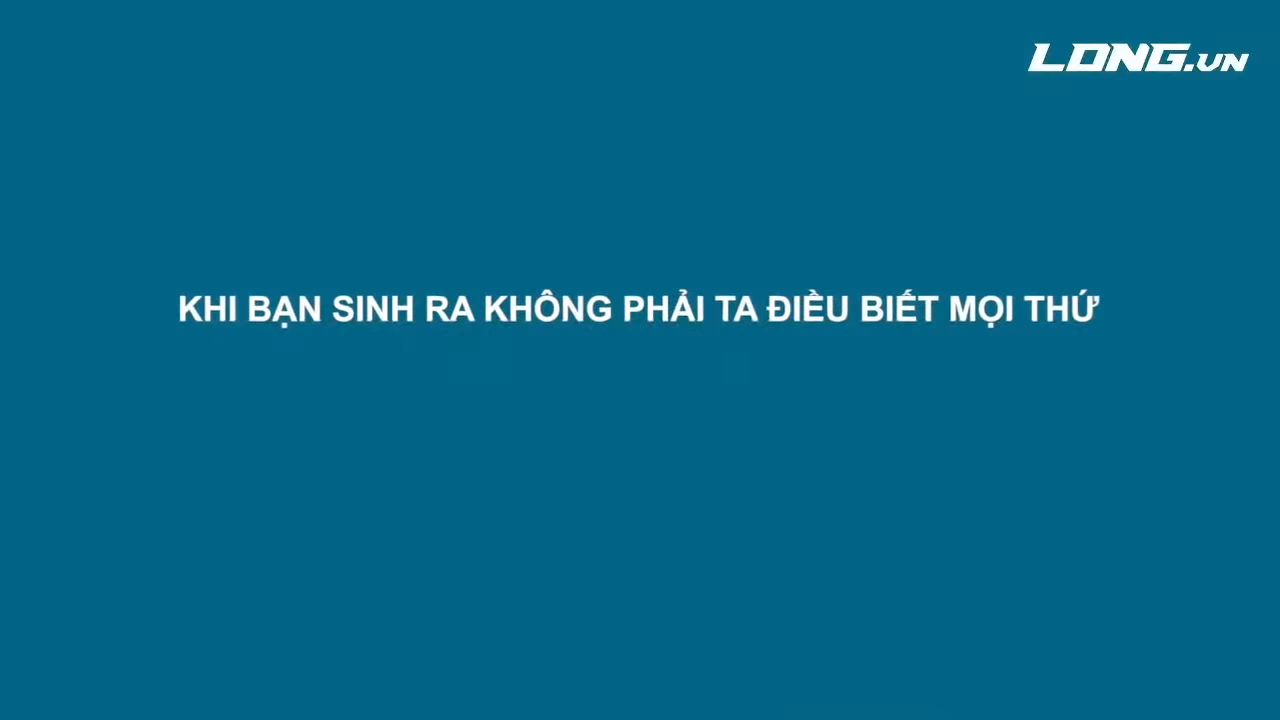 LONG.VN
KHI BẠN SINH RA KHÔNG PHẢI TA ĐIỀU BIẾT MỌI THỨ